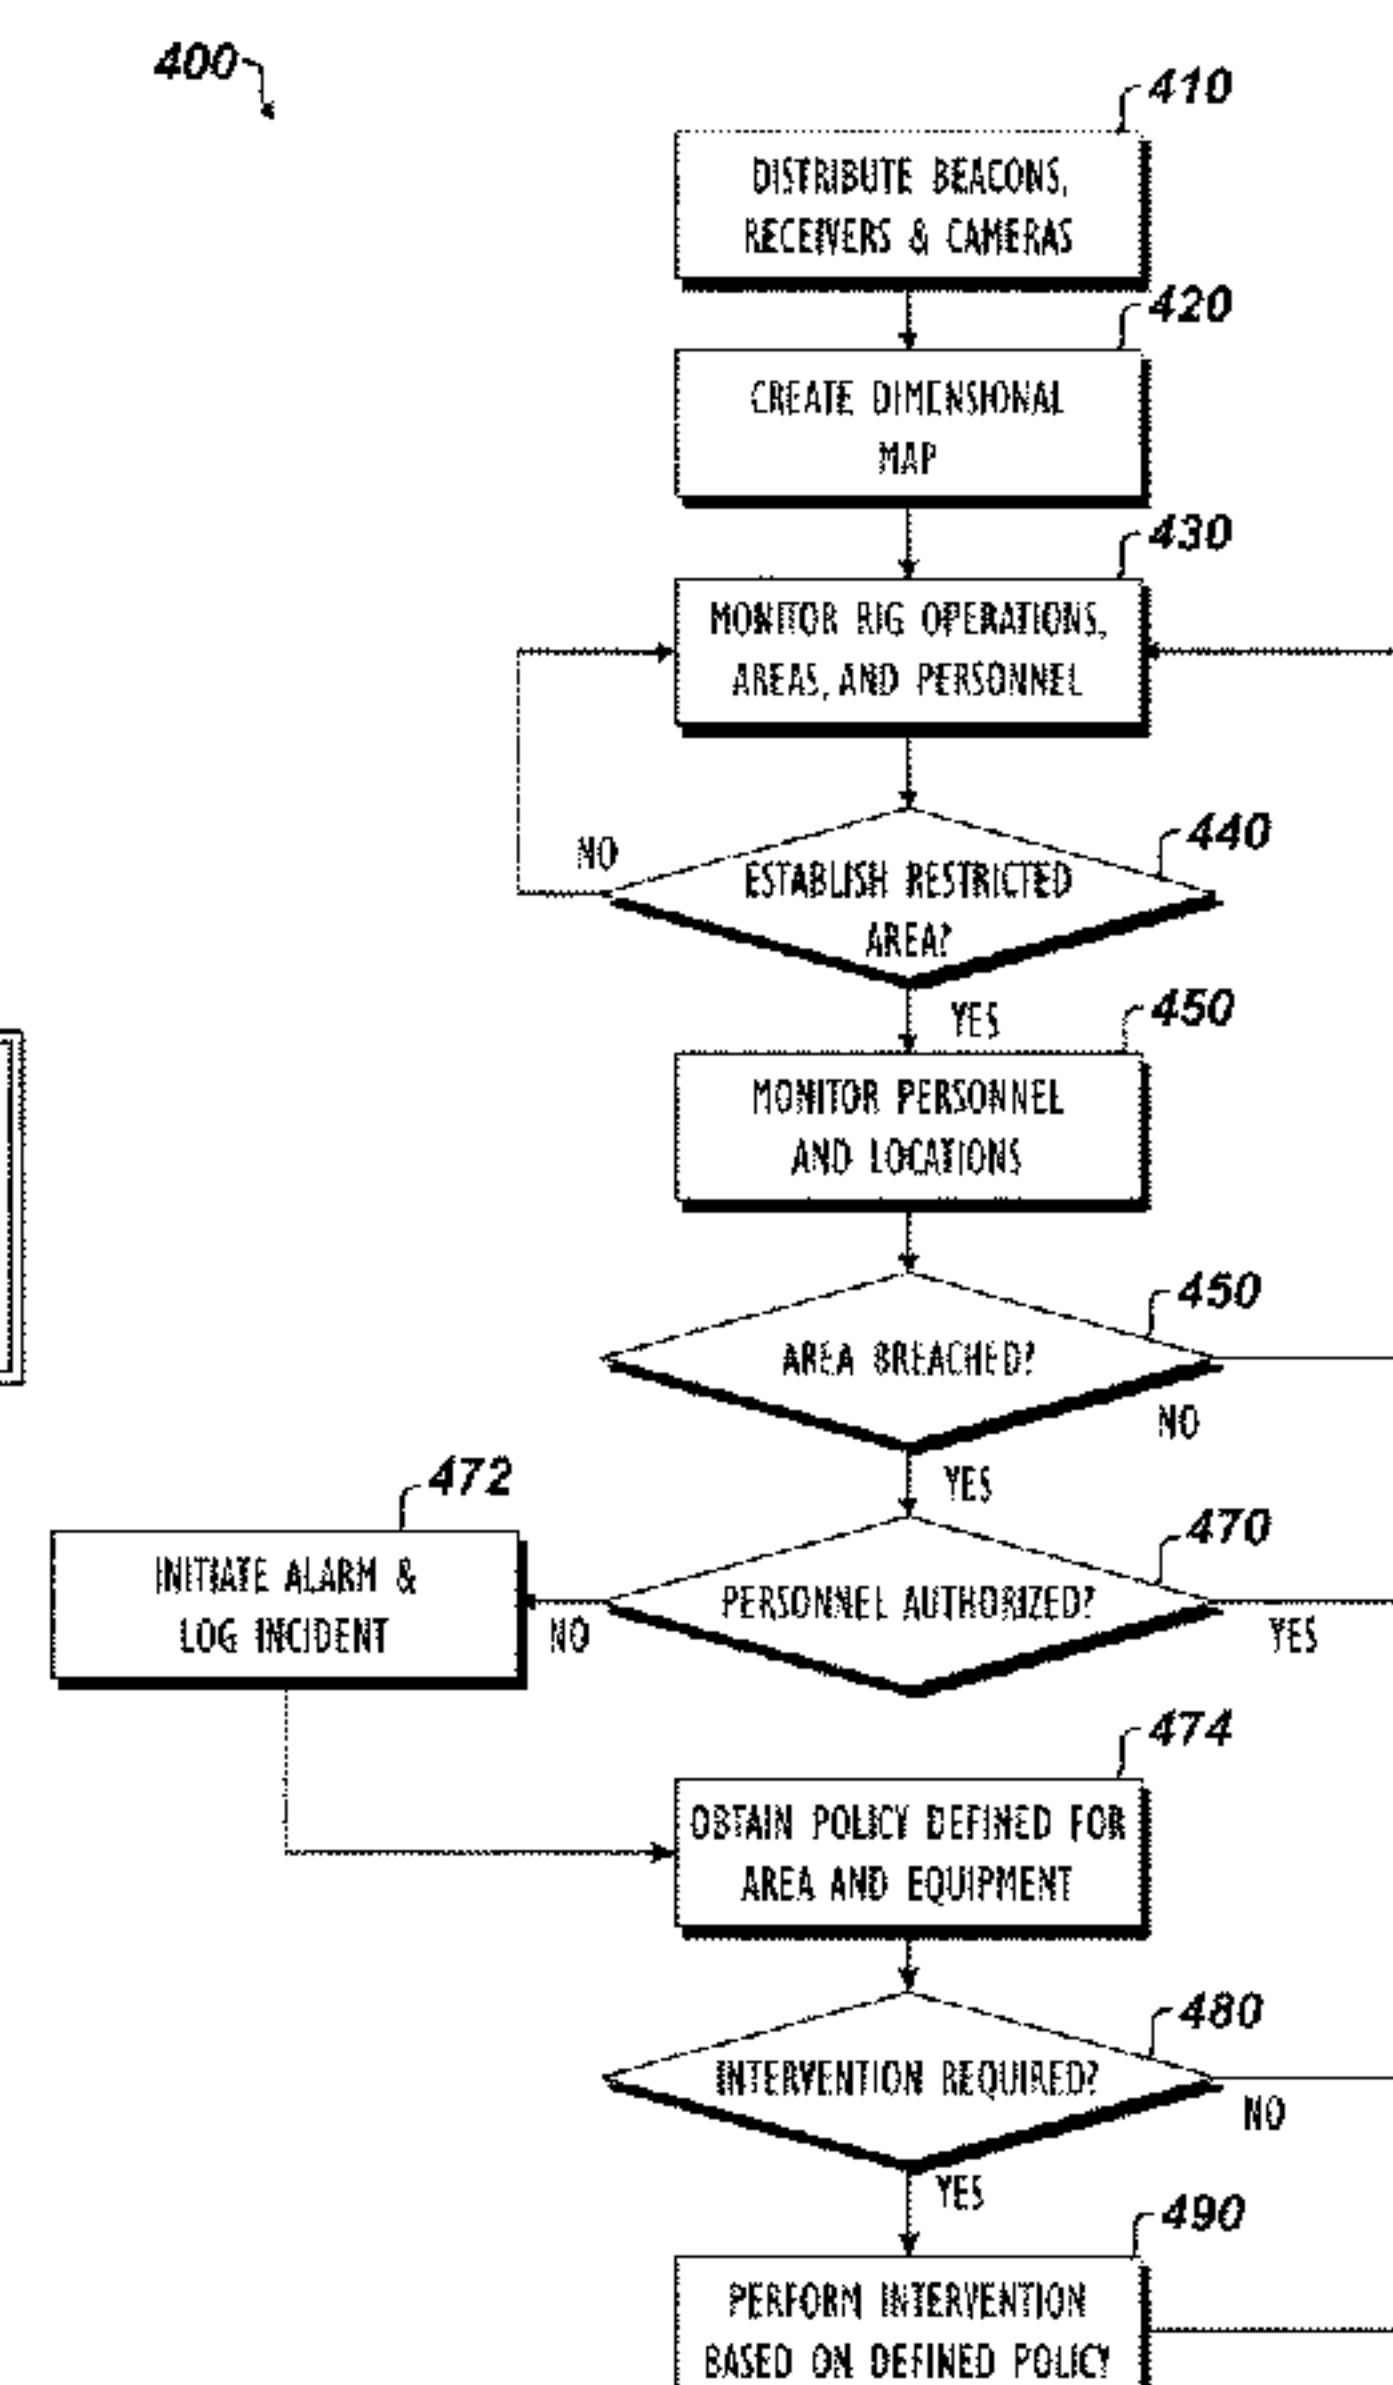 400
410
DISTRIBUTE BEACONS,
RECEIVERS & CAMERAS
420
CREATE DIMENSIONAL
MAP
430
MONITOR RIG OPERATIONS,
AREAS, AND PERSONNEL
440
NO
ESTABLISH RESTRICTED
AREA?
YES
450
MONITOR PERSONNEL
AND LOCATIONS
450
AREA BREACHED?
NO
YES
472
INITIATE ALARM &
LOG INCIDENT
470
PERSONNEL AUTHORIZED?
NO
YES
474
OBTAIN POLICY DEFINED FOR
AREA AND EQUIPMENT
480
INTERVENTION REQUIRED?
NO
YES
490
PERFORM INTERVENTION
BASED ON DEFINED POLICY